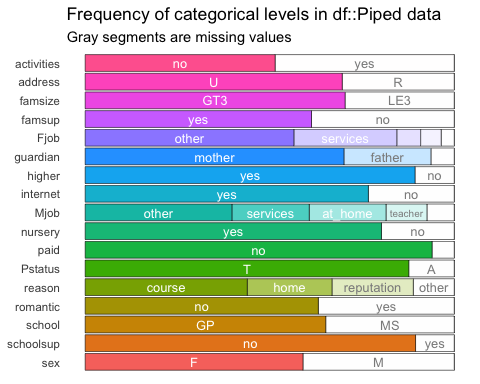 Frequency of categorical levels in df::Piped data
Gray segments are missing values
activities no yes
address U R
famsize GT3 LE3
famsup yes no
Fjob other services
guardian mother father
higher yes no
internet yes no
Mjob other services at_home teacher
nursery yes no
paid no
Pstatus T A
reason course home reputation other
romantic no yes
school GP MS
schoolsup no yes
sex F M